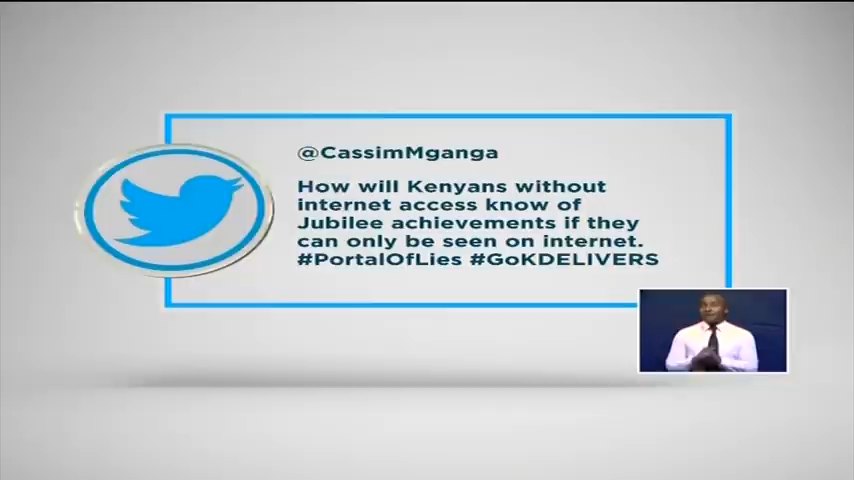 @CassimMganga
How will Kenyans without
internet access know of
Jubilee achievements if they
can only be seen on internet.
#PortalOfLies #GoKDELIVERS